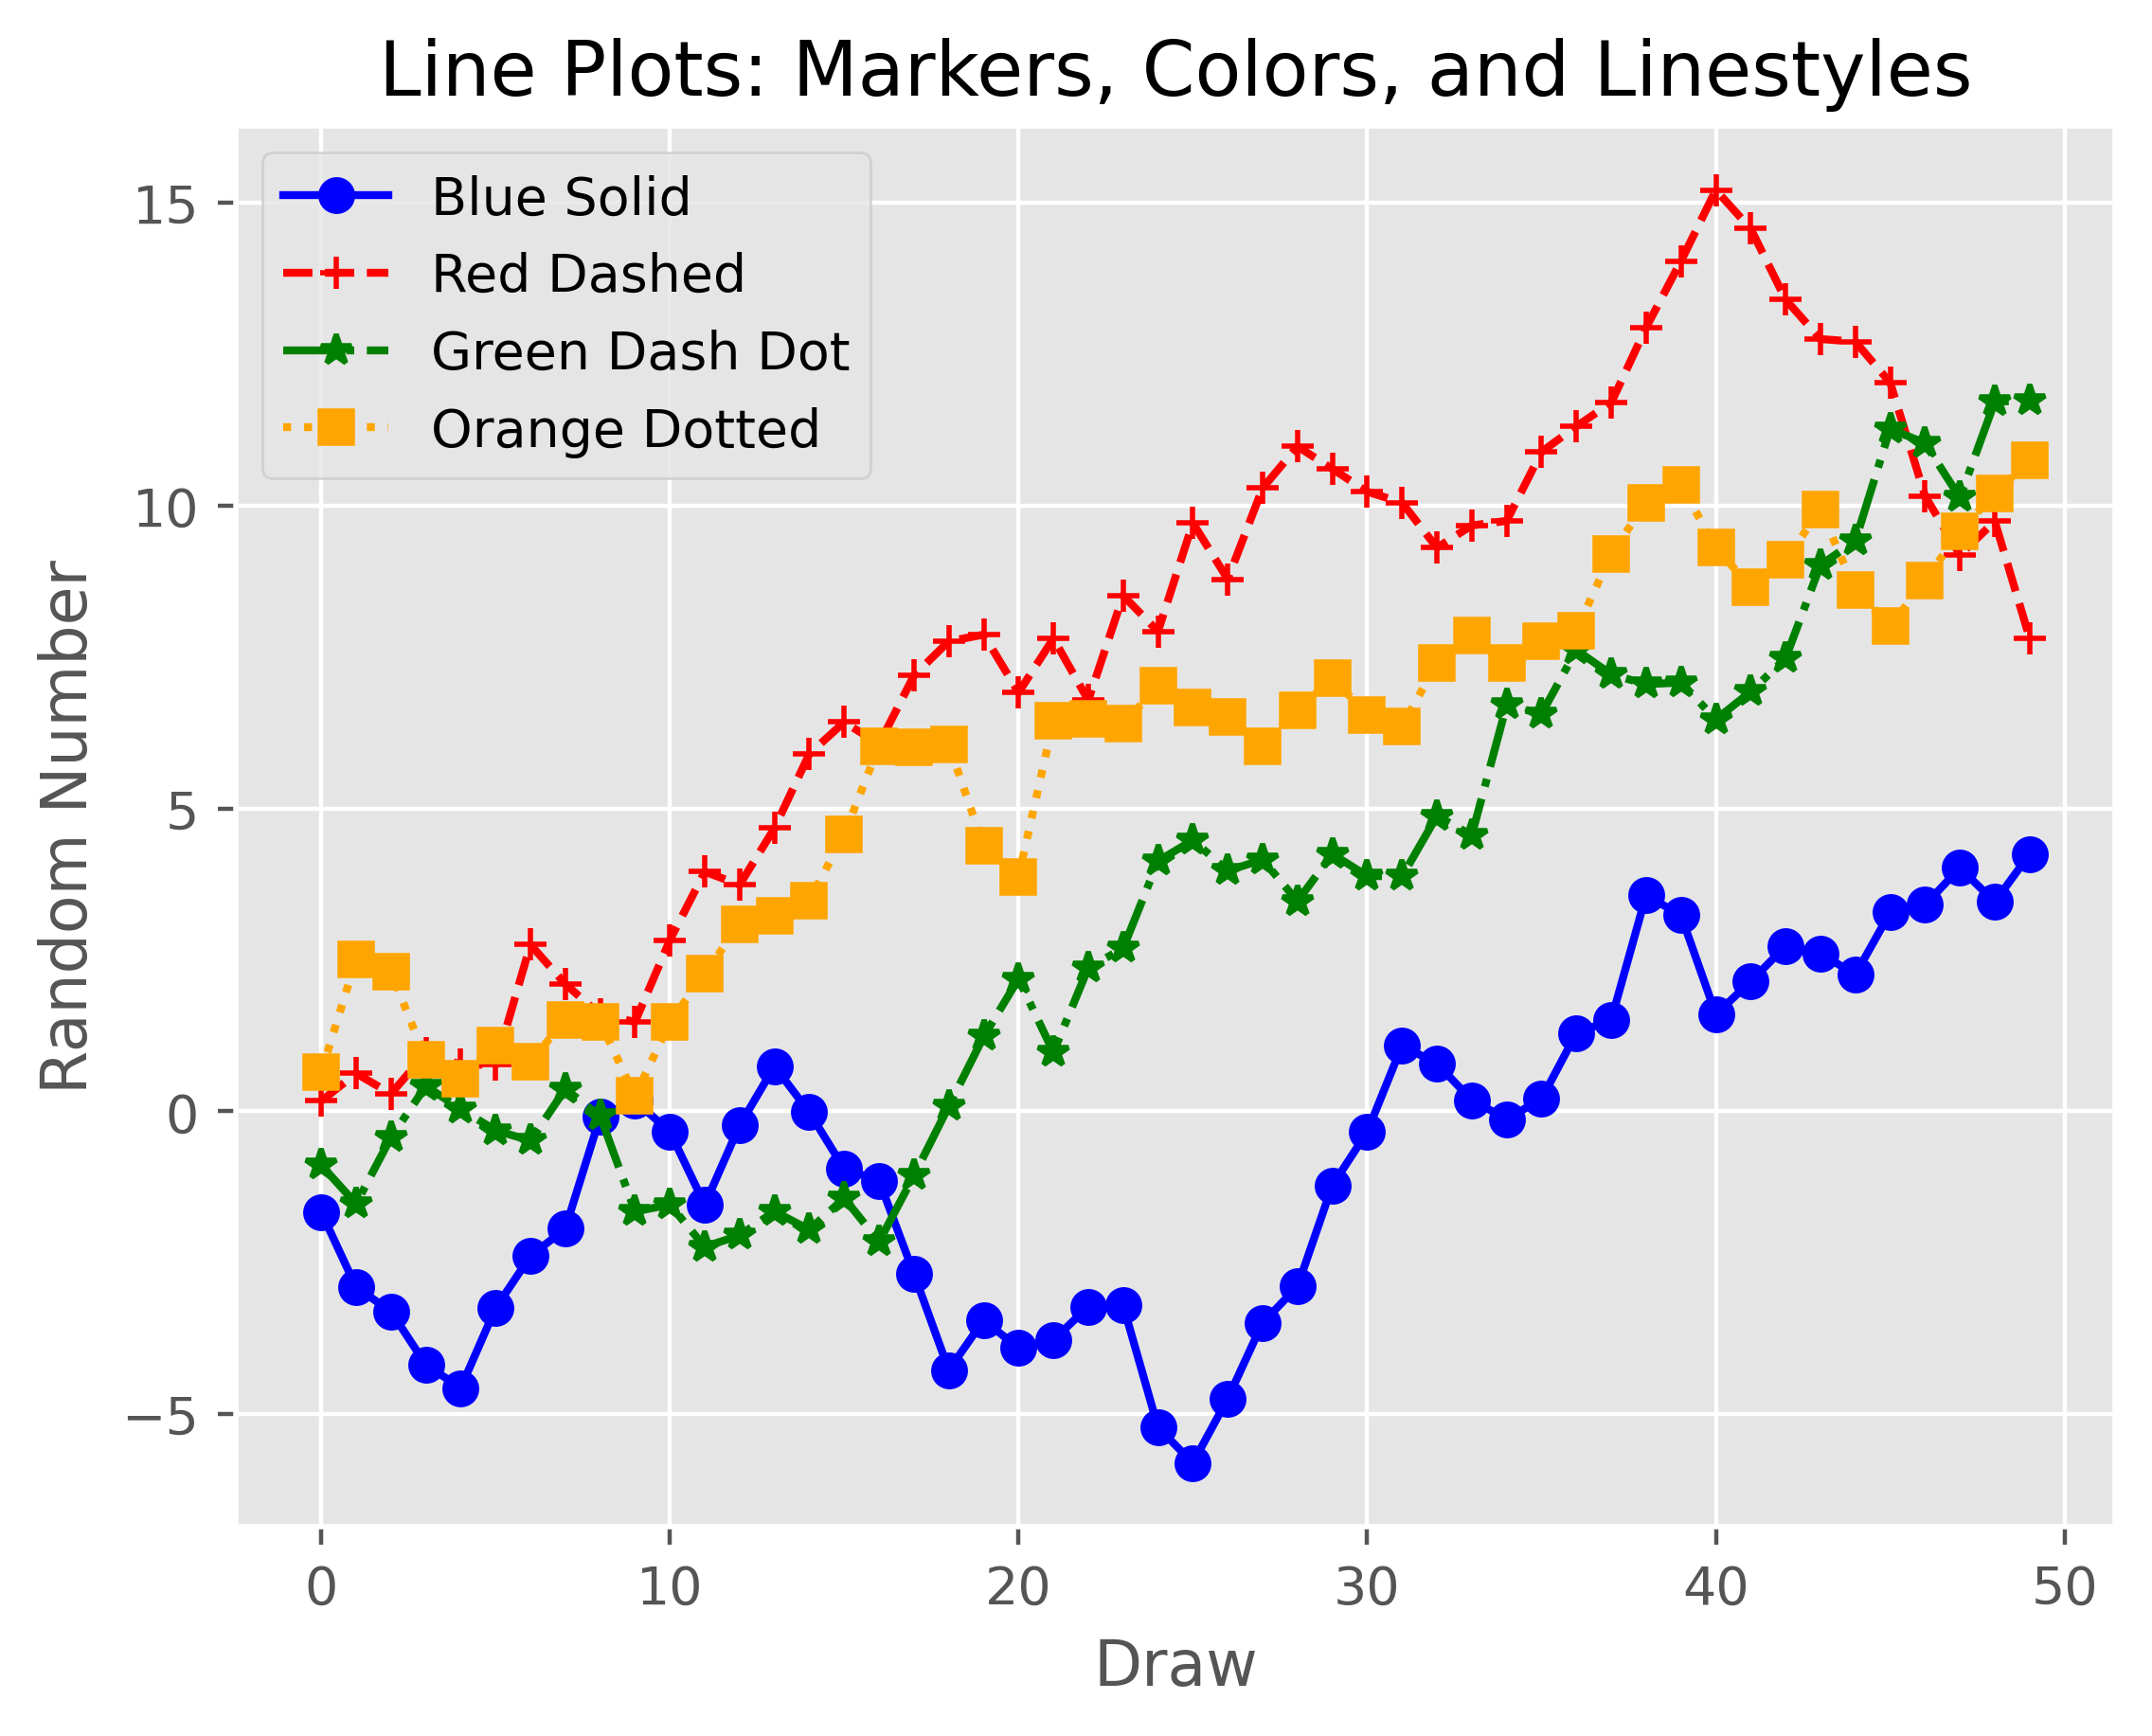 Line Plots: Markers, Colors, and Linestyles
Blue Solid
Red Dashed
Green Dash Dot
Orange Dotted
Random Number
15
10
5
0
−5
0 10 20 30 40 50
Draw